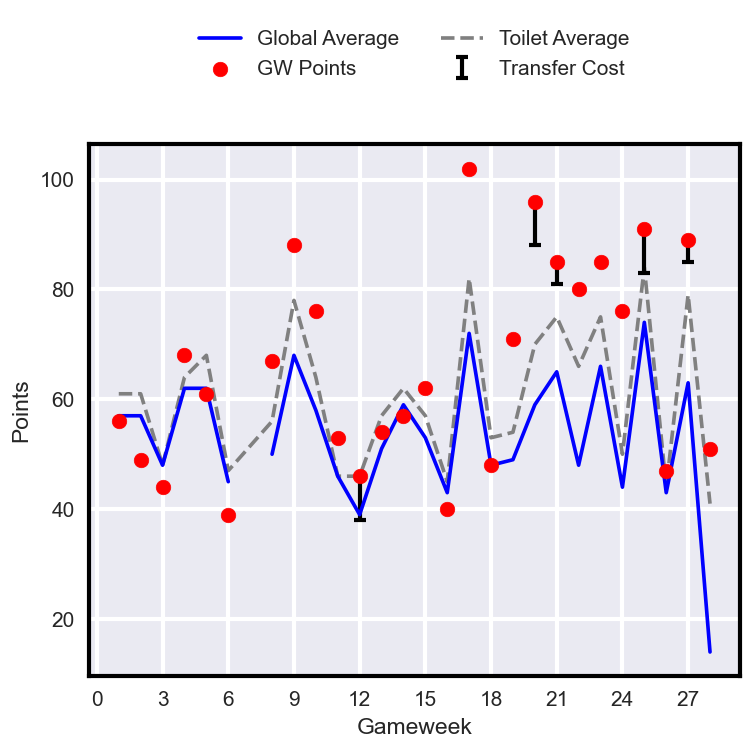 Global Average Toilet Average
GW Points Transfer Cost
100
80
60
40
20
Points
0 3 6 9 12 15 18 21 24 27
Gameweek